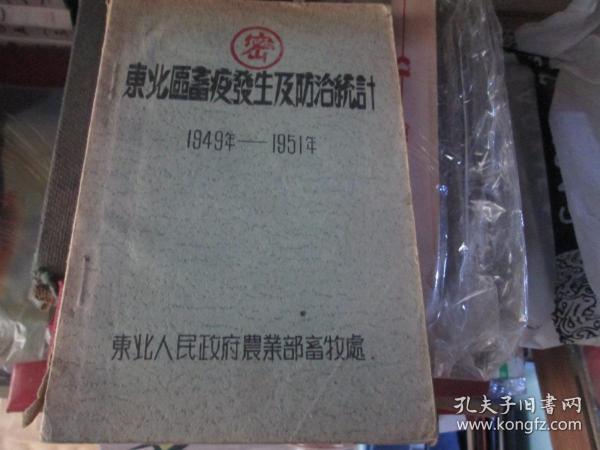 密
東北區畜疫發生及防治統計
1949年——1951年
東北人民政府農業部畜牧處
孔夫子旧書网
www.kongfz.com